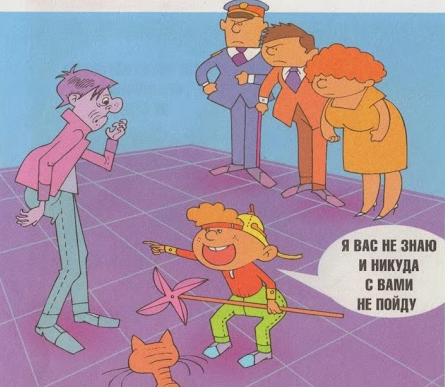 Я ВАС НЕ ЗНАЮ
И НИКУДА
С ВАМИ
НЕ ПОЙДУ